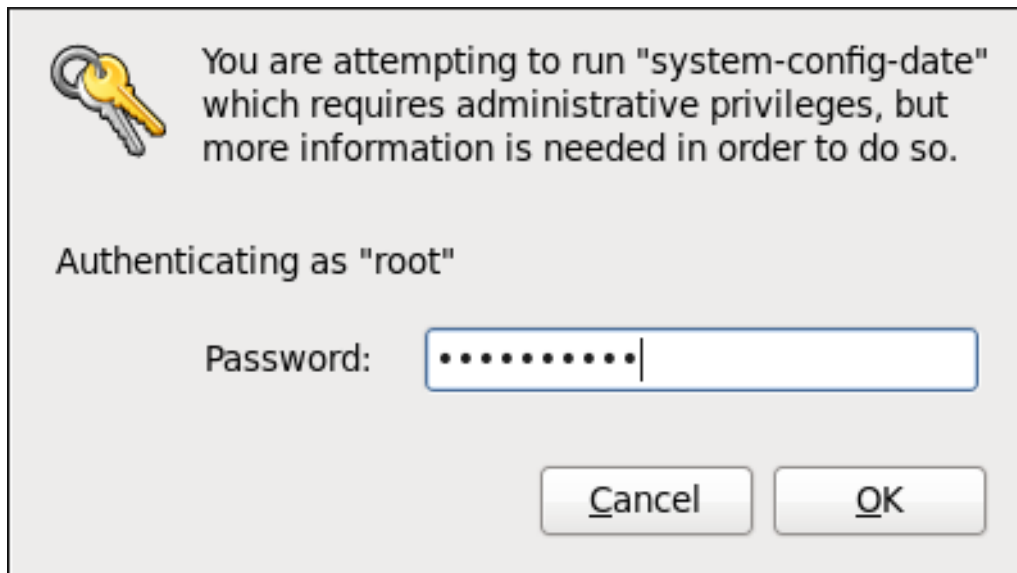 You are attempting to run "system-config-date"
which requires administrative privileges, but
more information is needed in order to do so.
Authenticating as "root"
Password: ••••••••••
Cancel OK